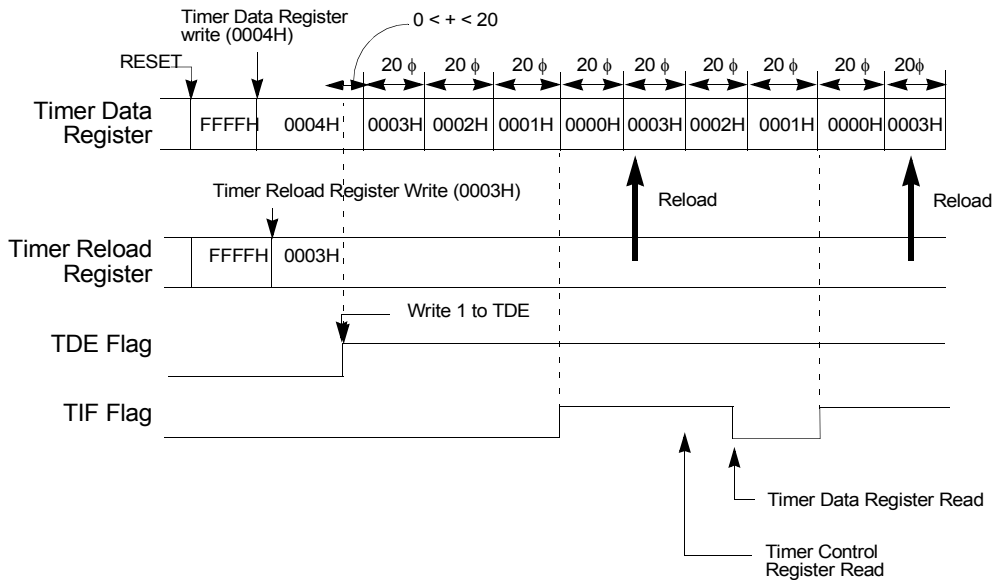 Timer Data Register
write (0004H)
0 < + < 20
RESET
20 ϕ 20 ϕ 20 ϕ 20 ϕ 20 ϕ 20 ϕ 20 ϕ 20 ϕ 20ϕ
Timer Data
Register
FFFFH 0004H 0003H 0002H 0001H 0000H 0003H 0002H 0001H 0000H 0003H
Timer Reload Register Write (0003H)
Reload
Reload
Timer Reload
Register
FFFFH 0003H
Write 1 to TDE
TDE Flag
TIF Flag
Timer Data Register Read
Timer Control
Register Read